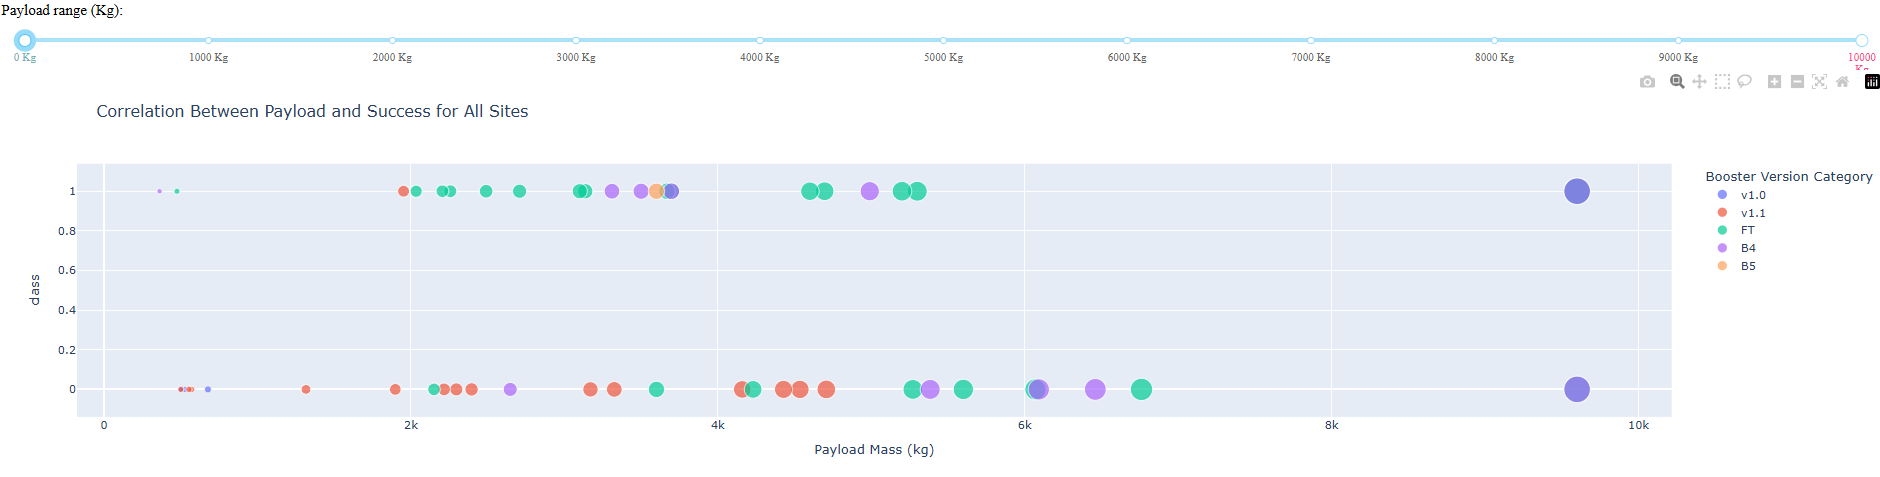 Payload range (Kg):
0 Kg 1000 Kg 2000 Kg 3000 Kg 4000 Kg 5000 Kg 6000 Kg 7000 Kg 8000 Kg 9000 Kg 10000
Kg
Correlation Between Payload and Success for All Sites
Booster Version Category
v1.0
v1.1
FT
B4
B5
class
1
0.8
0.6
0.4
0.2
0
0 2k 4k 6k 8k 10k
Payload Mass (kg)